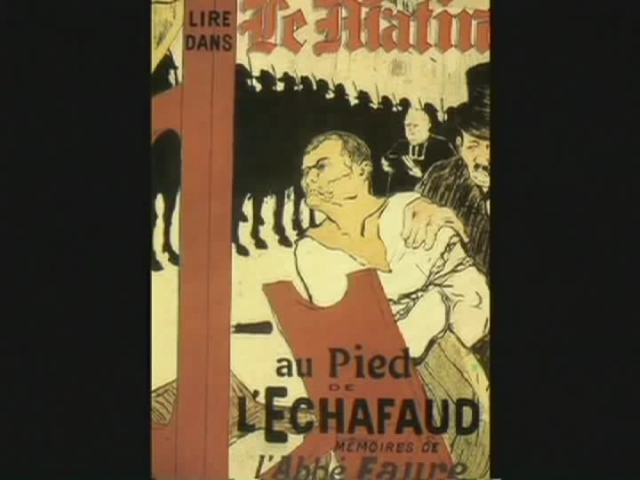 LIRE
DANS
Le Matin
au Pied
DE
L'ECHAFAUD
MÉMOIRES DE
l'Abbé Faure